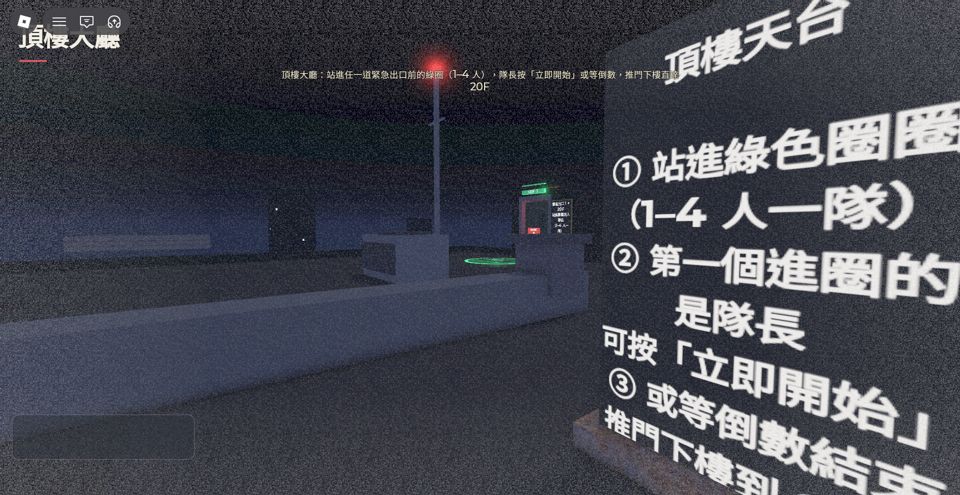 頂樓大廳
頂樓大廳：站進任一道緊急出口前的綠圈（1–4 人），隊長按「立即開始」或等倒數，推門下樓直
20F
頂樓天台
① 站進綠色圈圈
（1–4 人一隊）
② 第一個進圈的
是隊長
可按「立即開始」
③ 或等倒數結束
推門下樓到